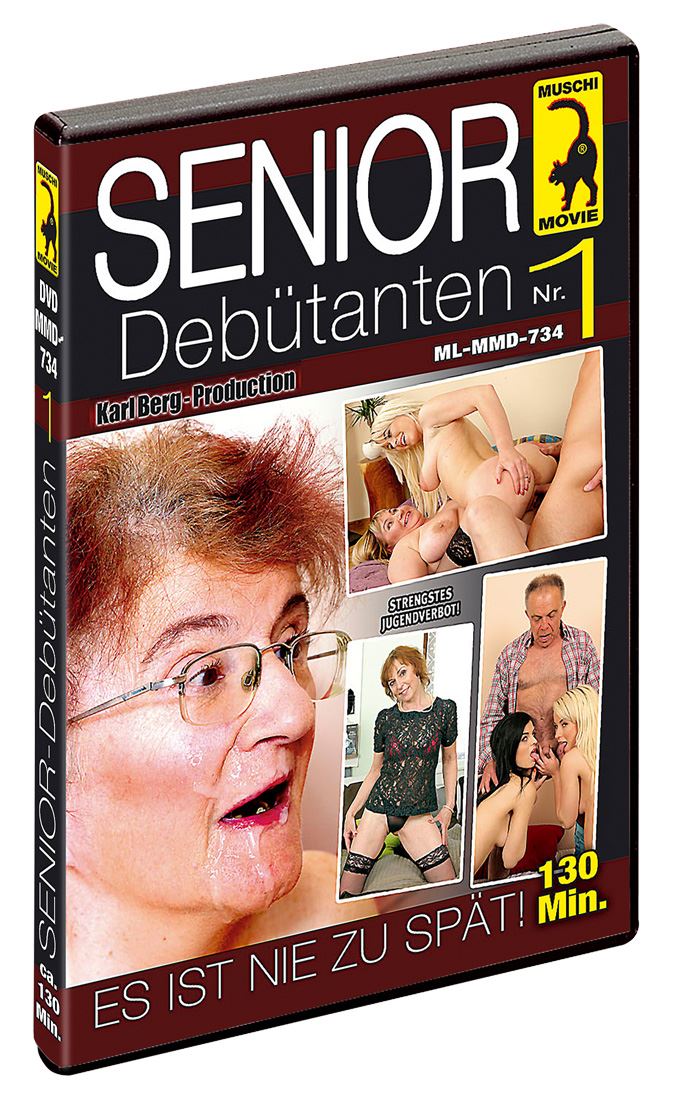 SENIOR
Debütanten Nr. 1
MUSCHI
®
MOVIE
ML-MMD-734
Karl Berg-Production
STRENGSTES
JUGENDVERBOT!
130
Min.
ES IST NIE ZU SPÄT!
MUSCHI
MOVIE
DVD
MMD-
734
1
SENIOR-Debütanten
ca.
130
Min.